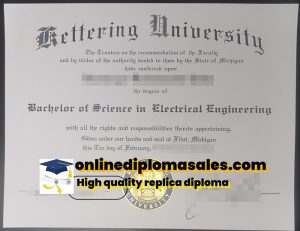 Kettering University
The Trustees on the recommendation of the Faculty
and by virtue of the authority vested in them by the State of Michigan
have conferred upon
the degree of
Bachelor of Science in Electrical Engineering
with all the rights and responsibilities thereto appertaining.
Given under our hands and seal at Flint, Michigan
this Ten day of February,
onlinediplomasales.com
High quality replica diploma
UNIVERSITY